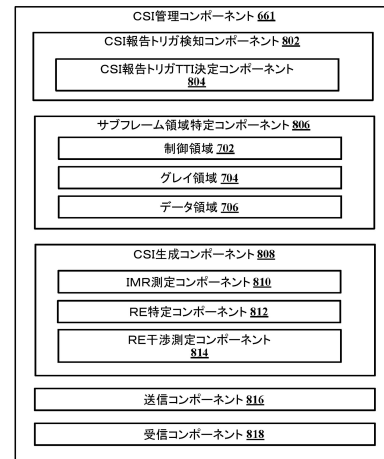 CSI管理コンポーネント 661
CSI報告トリガ検知コンポーネント 802
CSI報告トリガTTI決定コンポーネント
804
サブフレーム領域特定コンポーネント 806
制御領域 702
グレイ領域 704
データ領域 706
CSI生成コンポーネント 808
IMR測定コンポーネント 810
RE特定コンポーネント 812
RE干渉測定コンポーネント
814
送信コンポーネント 816
受信コンポーネント 818